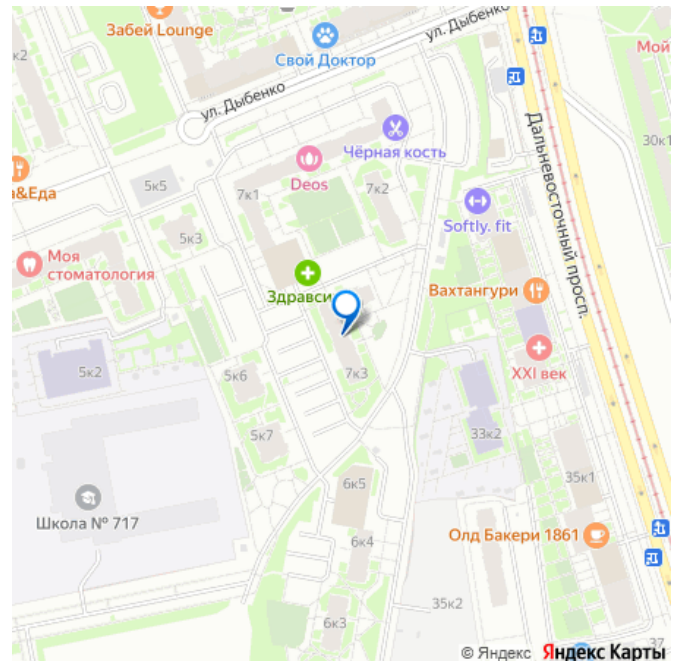 Забей Lounge
к2
Свой Доктор
ул. Дыбенко
Мой
ул. Дыбенко
Дальневосточный просп.
Чёрная кость
30к1
а&Еда
5к5
Deos
7к1
7к2
Softly. fit
5к3
Моя
стоматология
Здравси
Вахтангури
XXI век
5к2
5к6
7к3
5к7
33к2
35к1
6к5
Школа № 717
Олд Бакери 1861
6к4
35к2
6к3
37
© Яндекс Яндекс Карты